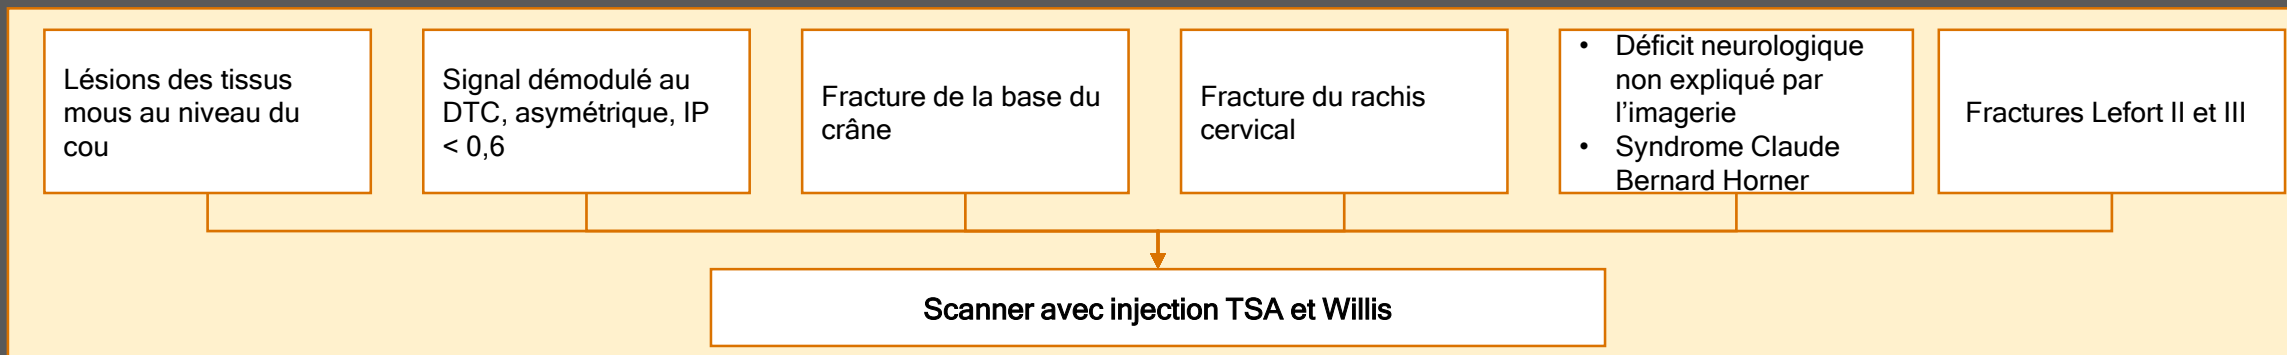 Lésions des tissus
mous au niveau du
cou
Signal démodulé au
DTC, asymétrique, IP
< 0,6
Fracture de la base du
crâne
Fracture du rachis
cervical
• Déficit neurologique
non expliqué par
l’imagerie
• Syndrome Claude
Bernard Horner
Fractures Lefort II et III
Scanner avec injection TSA et Willis